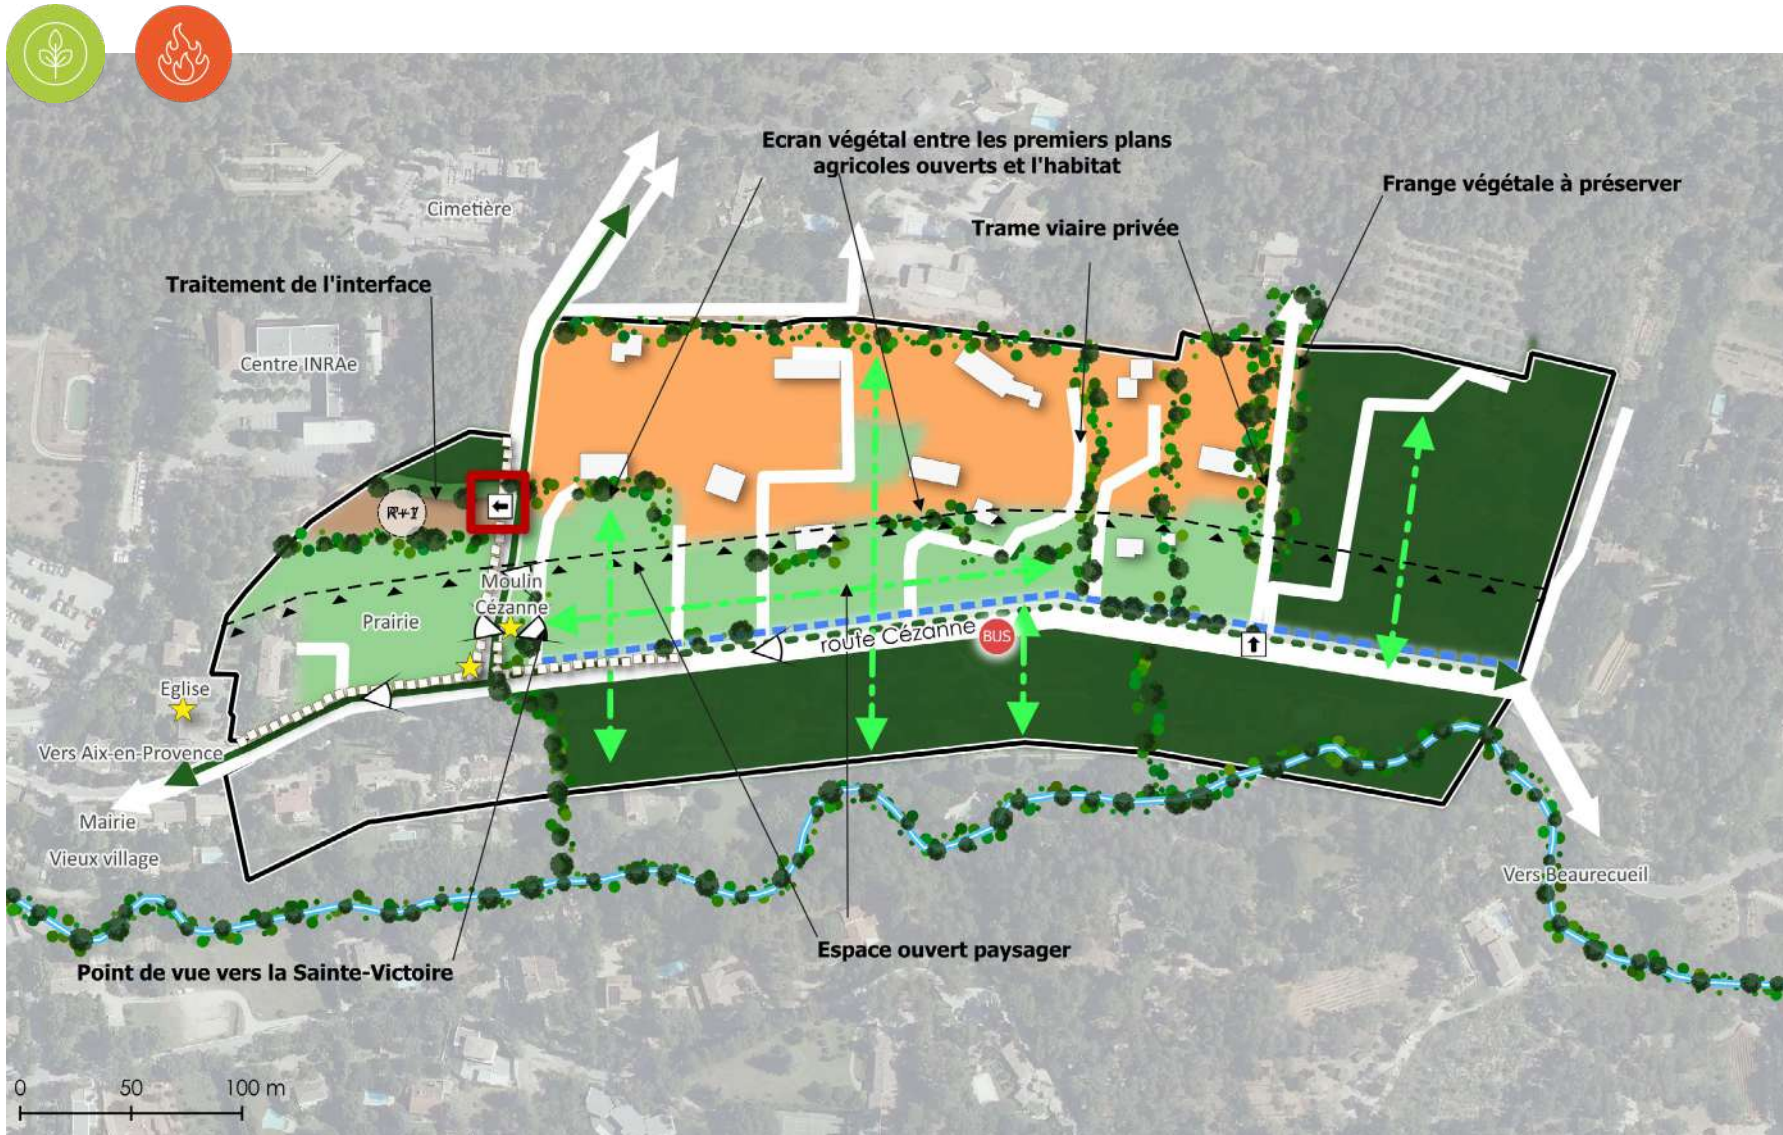 Ecran végétal entre les premiers plans
agricoles ouverts et l'habitat
Frange végétale à préserver
Cimetière
Trame viaire privée
Traitement de l'interface
Centre INRAe
R+1
Moulin
Cézanne
Prairie
route Cézanne
BUS
Eglise
Vers Aix-en-Provence
Mairie
Vieux village
Vers Beaurecueil
Espace ouvert paysager
Point de vue vers la Sainte-Victoire
0 50 100 m